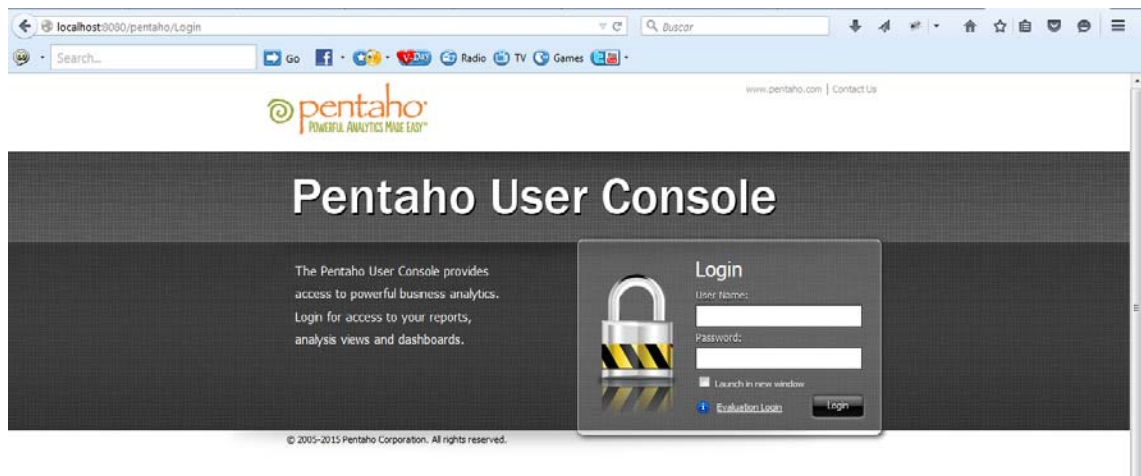 localhost:8080/pentaho/Login
Buscar
Search...
Go
V-Day
Radio
TV
Games
pentaho
POWERFUL ANALYTICS MADE EASY™
www.pentaho.com | Contact Us
Pentaho User Console
The Pentaho User Console provides
access to powerful business analytics.
Login for access to your reports,
analysis views and dashboards.
Login
User Name:
Password:
Launch in new window
Evaluation Login
Login
© 2005-2015 Pentaho Corporation. All rights reserved.